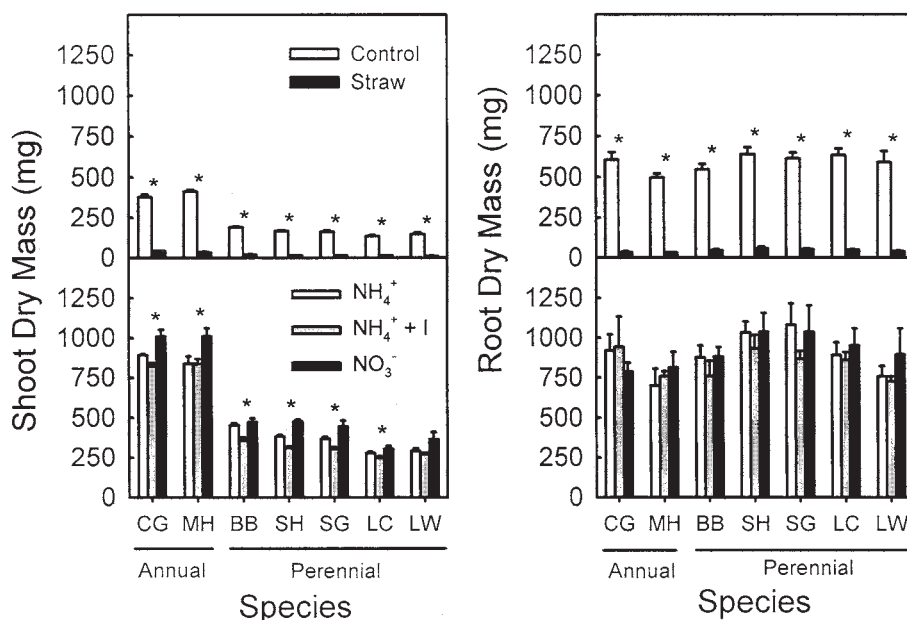 1250
1000
750
500
250
0
Control
Straw
* * * * * * *
1250
1000
750
500
250
0
NH₄⁺
NH₄⁺ + I
NO₃⁻
* * * * * *
Shoot Dry Mass (mg)
CG MH BB SH SG LC LW
Annual Perennial
Species
1250
1000
750
500
250
0
* * * * * * *
1250
1000
750
500
250
0
Root Dry Mass (mg)
CG MH BB SH SG LC LW
Annual Perennial
Species